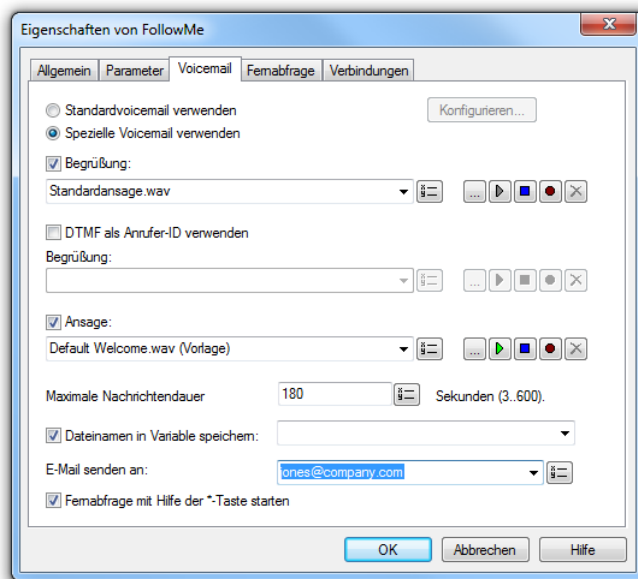 Eigenschaften von FollowMe
Allgemein Parameter Voicemail Fernabfrage Verbindungen
Standardvoicemail verwenden Konfigurieren...
Spezielle Voicemail verwenden
Begrüßung:
Standardansage.wav ...
DTMF als Anrufer-ID verwenden
Begrüßung:
...
Ansage:
Default Welcome.wav (Vorlage) ...
Maximale Nachrichtendauer 180 Sekunden (3..600).
Dateinamen in Variable speichern:
E-Mail senden an: jones@company.com
Fernabfrage mit Hilfe der *-Taste starten
OK Abbrechen Hilfe